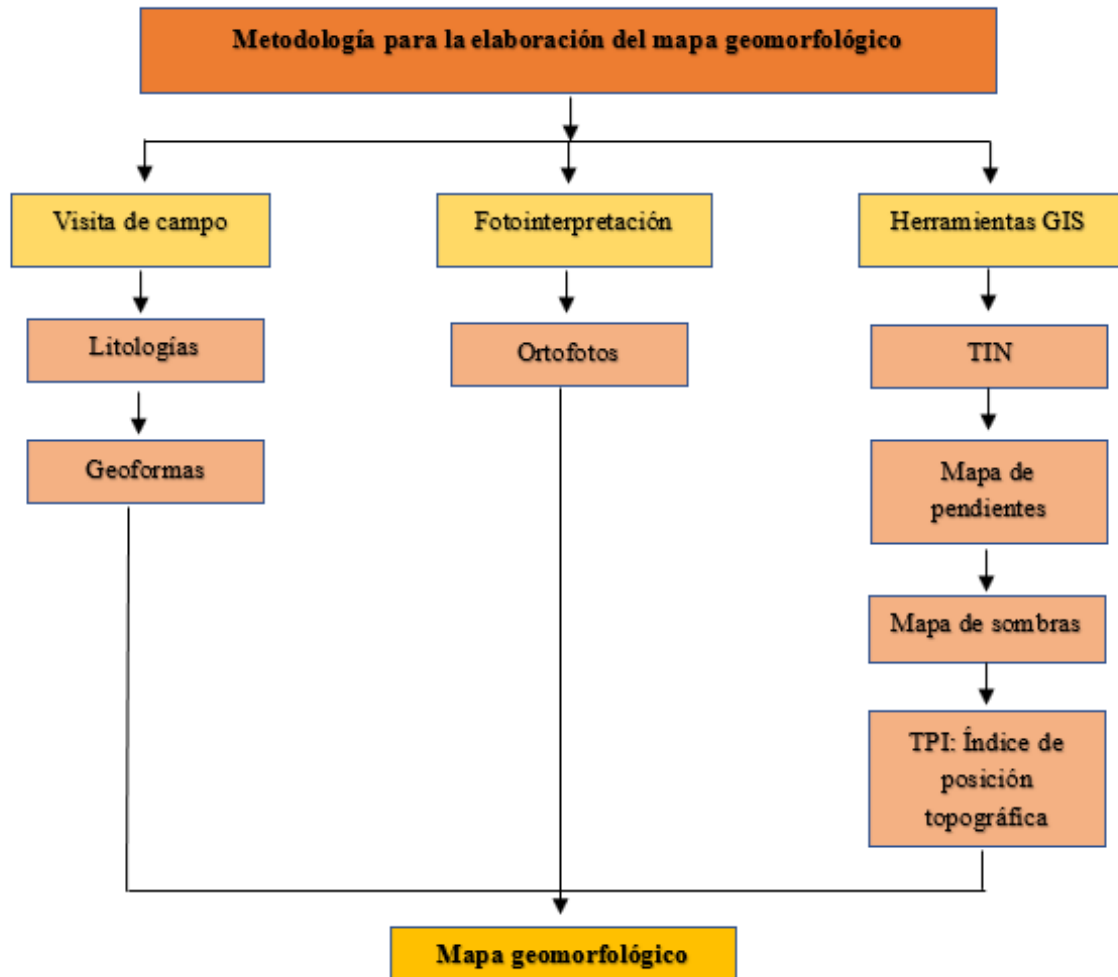 Metodología para la elaboración del mapa geomorfológico
Visita de campo
Fotointerpretación
Herramientas GIS
Litologías
Ortofotos
TIN
Geoformas
Mapa de
pendientes
Mapa de sombras
TPI: Índice de
posición
topográfica
Mapa geomorfológico